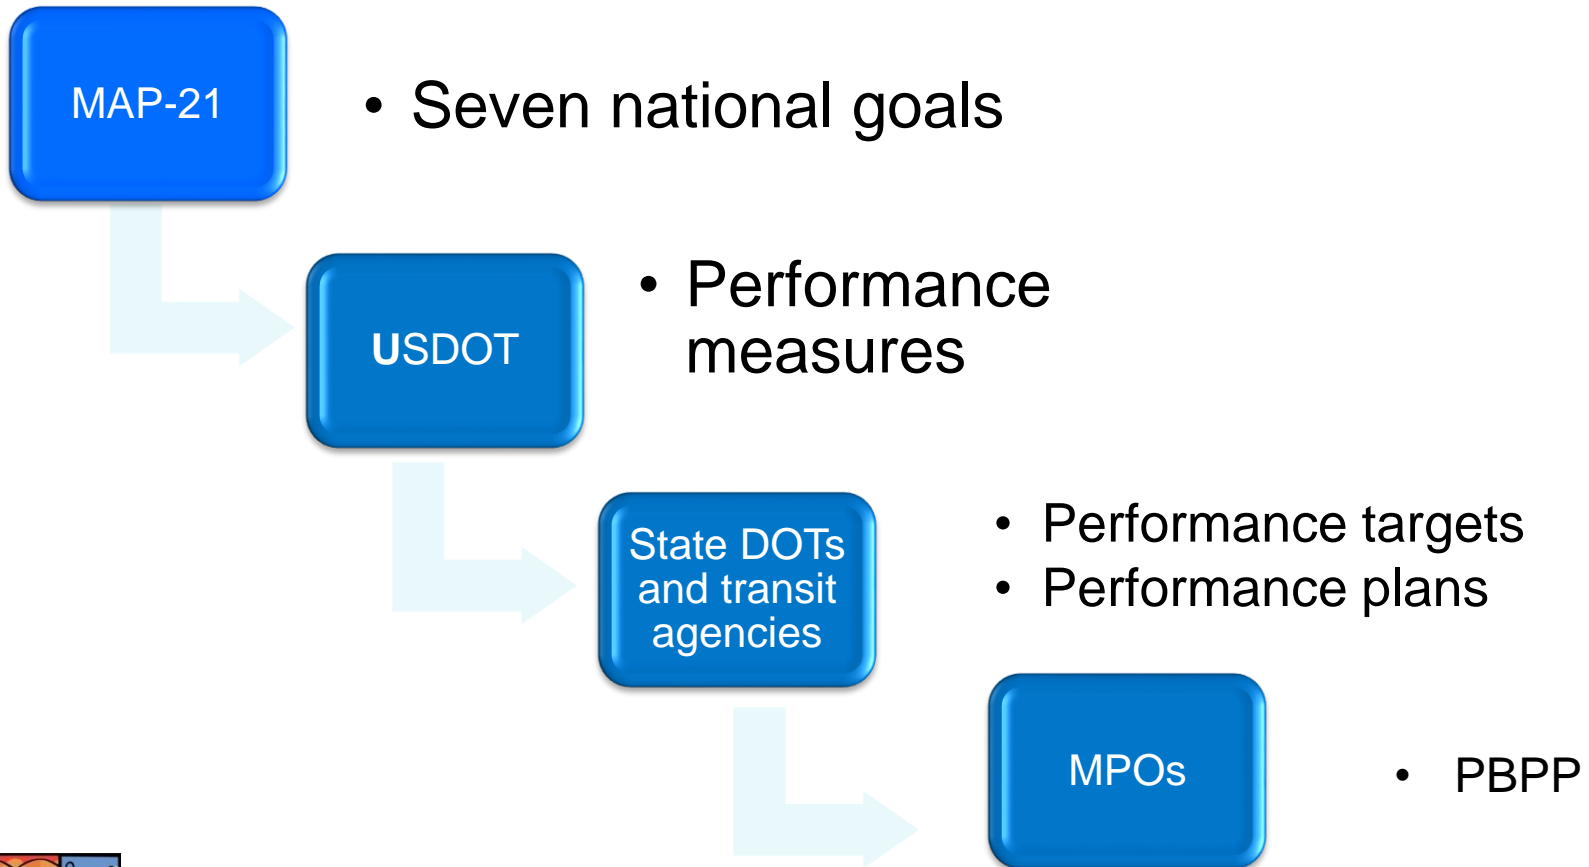 MAP-21
• Seven national goals
USDOT
• Performance
measures
State DOTs
and transit
agencies
• Performance targets
• Performance plans
MPOs
• PBPP